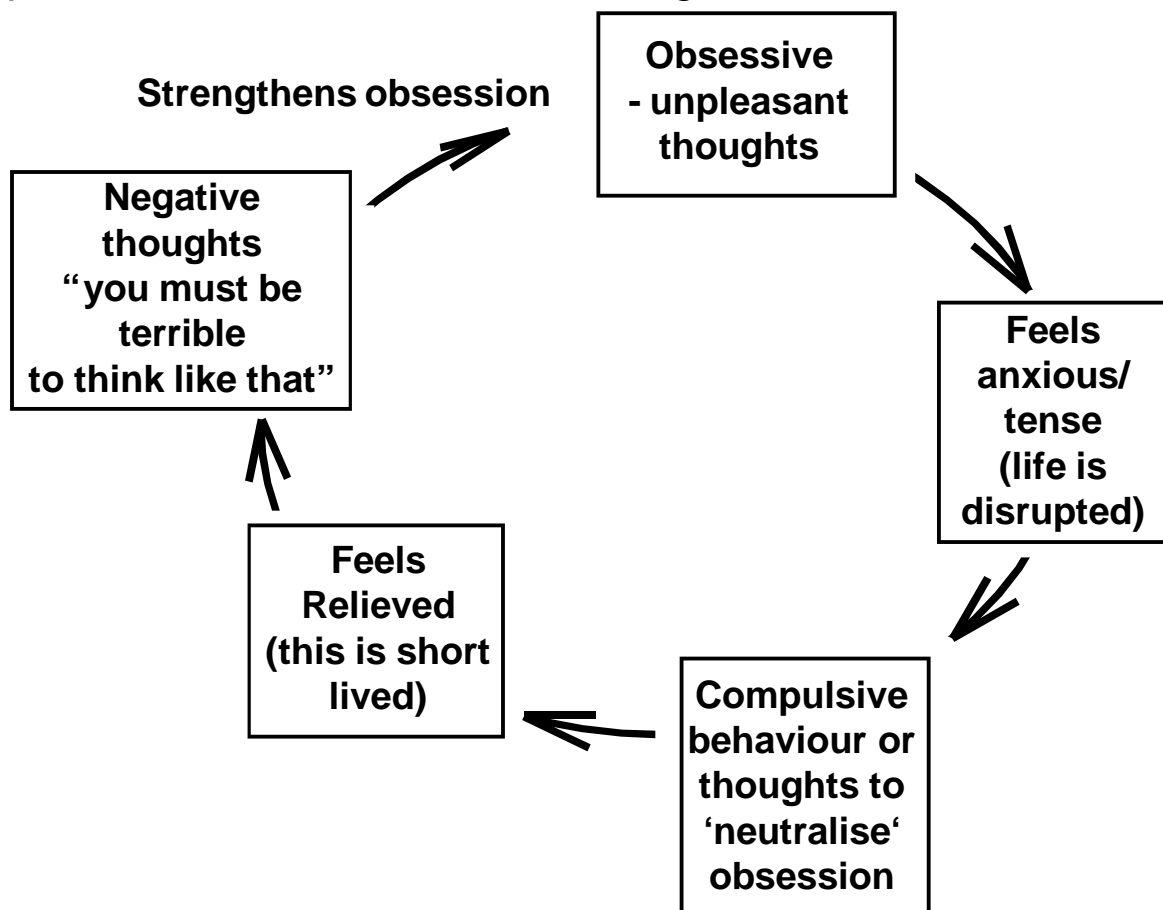 Strengthens obsession
Obsessive
- unpleasant
thoughts
Feels
anxious/
tense
(life is
disrupted)
Compulsive
behaviour or
thoughts to
‘neutralise‘
obsession
Feels
Relieved
(this is short
lived)
Negative
thoughts
“you must be
terrible
to think like that”